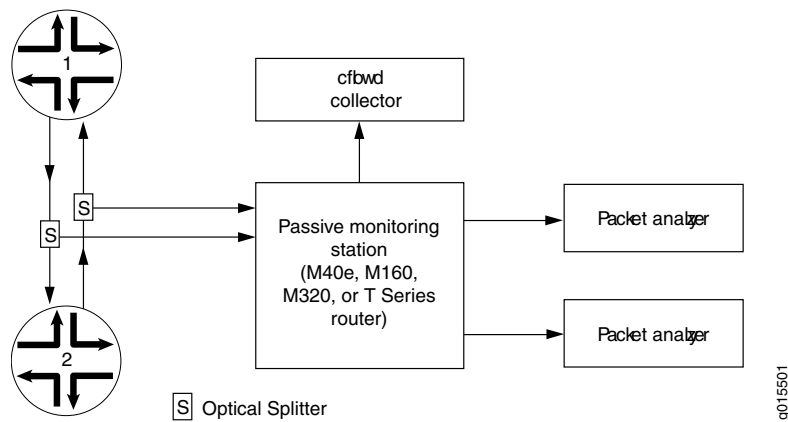 1
cfbwd
collector
S
S
Passive monitoring
station
(M40e, M160,
M320, or T Series
router)
Packet analyzer
Packet analyzer
2
S Optical Splitter
g015501